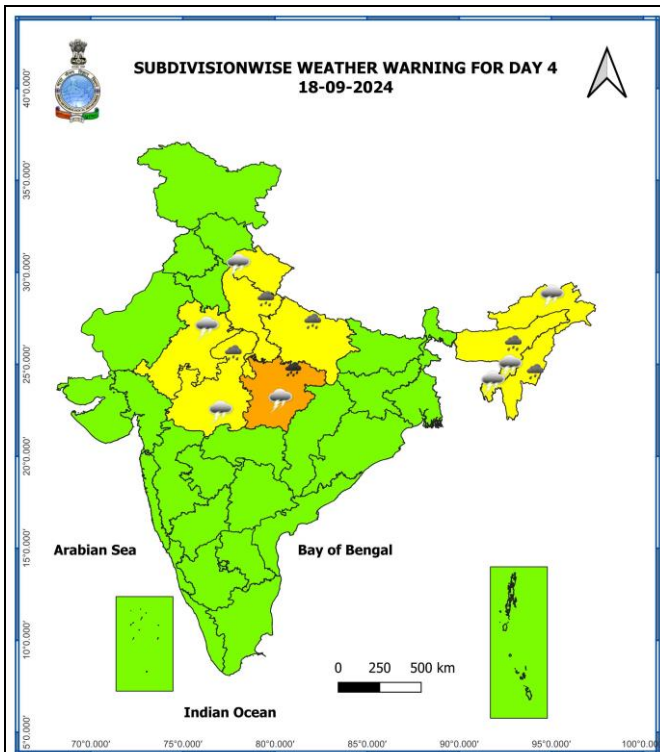 SUBDIVISIONWISE WEATHER WARNING FOR DAY 4
18-09-2024
40°0.000'
35°0.000'
30°0.000'
25°0.000'
20°0.000'
15°0.000'
10°0.000'
5°0.000'
Arabian Sea
Bay of Bengal
0 250 500 km
Indian Ocean
70°0.000' 75°0.000' 80°0.000' 85°0.000' 90°0.000' 95°0.000' 100°0.0